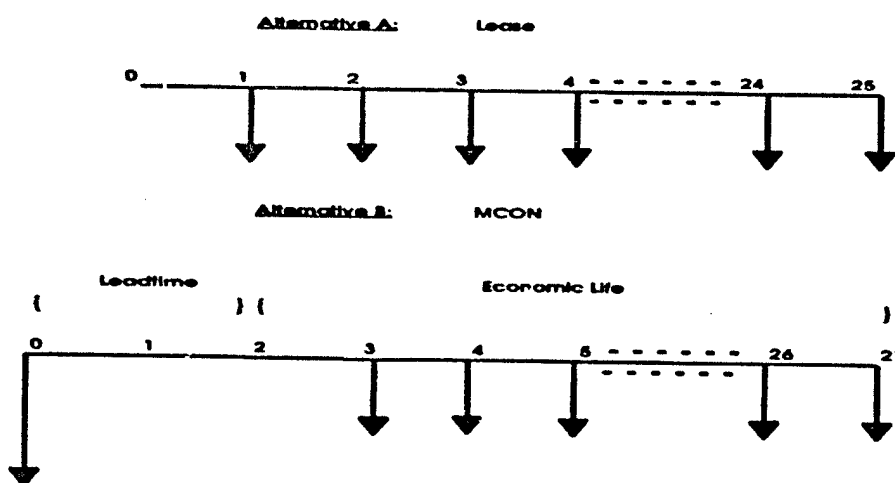 Alternative A: Lease
0 1 2 3 4 24 25
Alternative B: MCON
Leadtime Economic Life
{ } { }
0 1 2 3 4 5 26 2